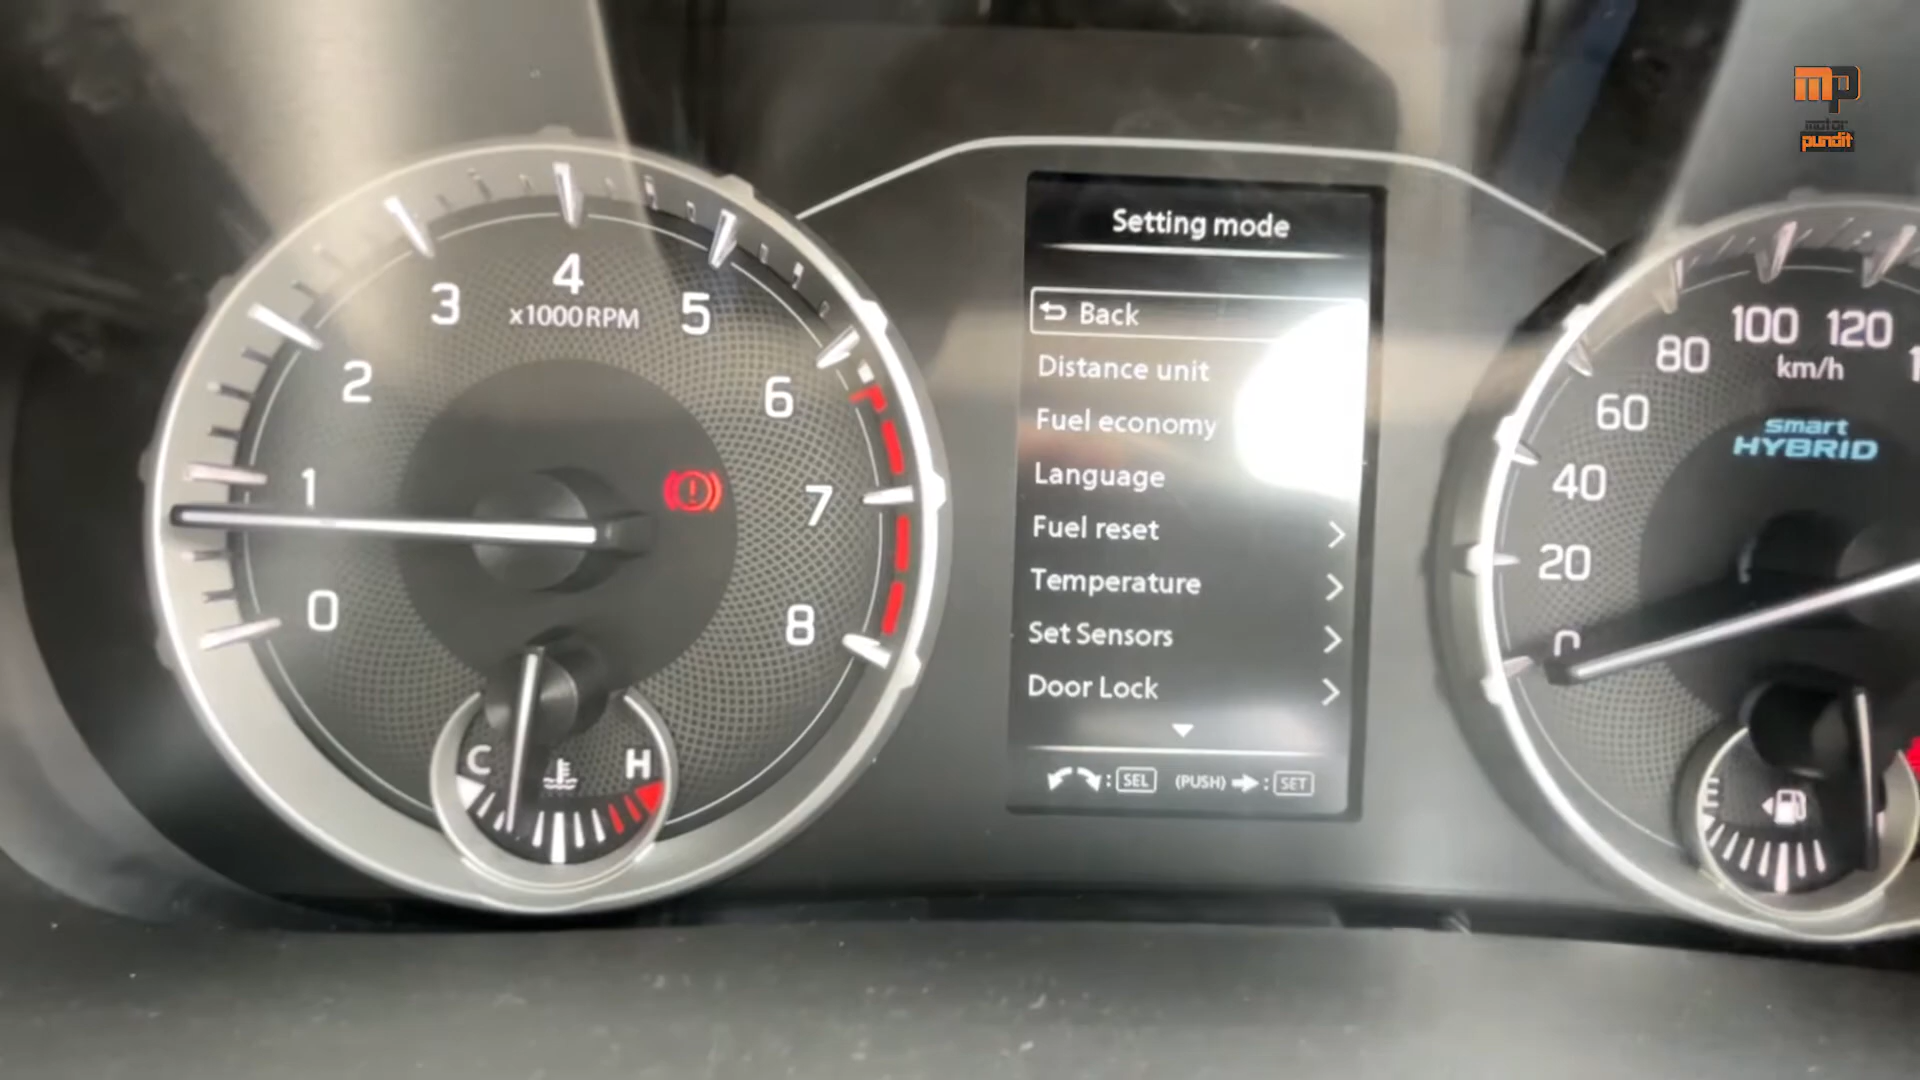 MP
motor
pundit
Setting mode
Back
Distance unit
Fuel economy
Language
Fuel reset
Temperature
Set Sensors
Door Lock
: SEL (PUSH) : SET
0
1
2
3
4
5
6
7
8
x1000RPM
C
H
0
20
40
60
80
100
120
km/h
smart
HYBRID
E